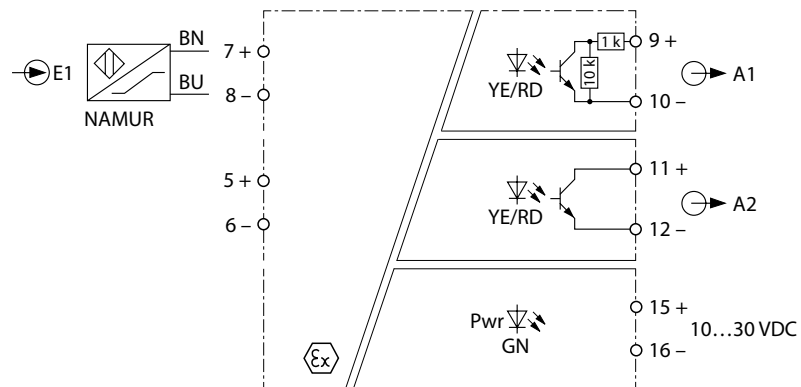 E1
BN
BU
NAMUR
7 +
8 –
5 +
6 –
YE/RD
1 k
10 k
9 +
10 –
A1
YE/RD
11 +
12 –
A2
Pwr
GN
15 +
16 –
10…30 VDC
Ex